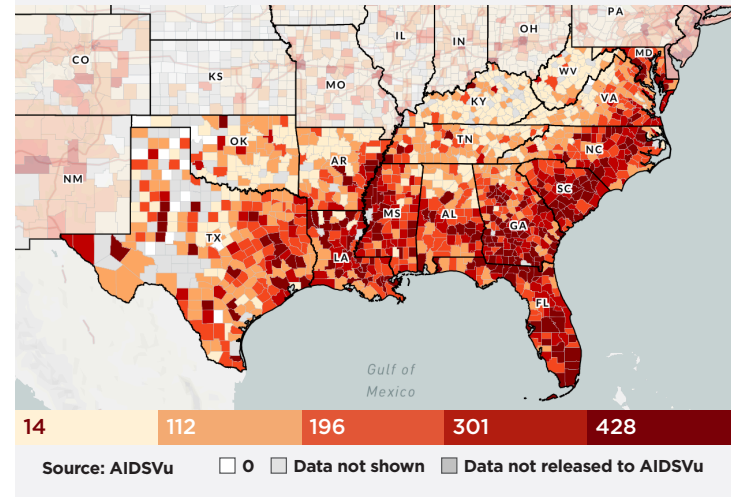 PA
OH
IL
IN
CO
MD
WV
KS
MO
VA
KY
NC
TN
OK
AR
NM
SC
MS
AL
GA
TX
LA
FL
Gulf of
Mexico
14 112 196 301 428
Source: AIDSVu 0 Data not shown Data not released to AIDSVu